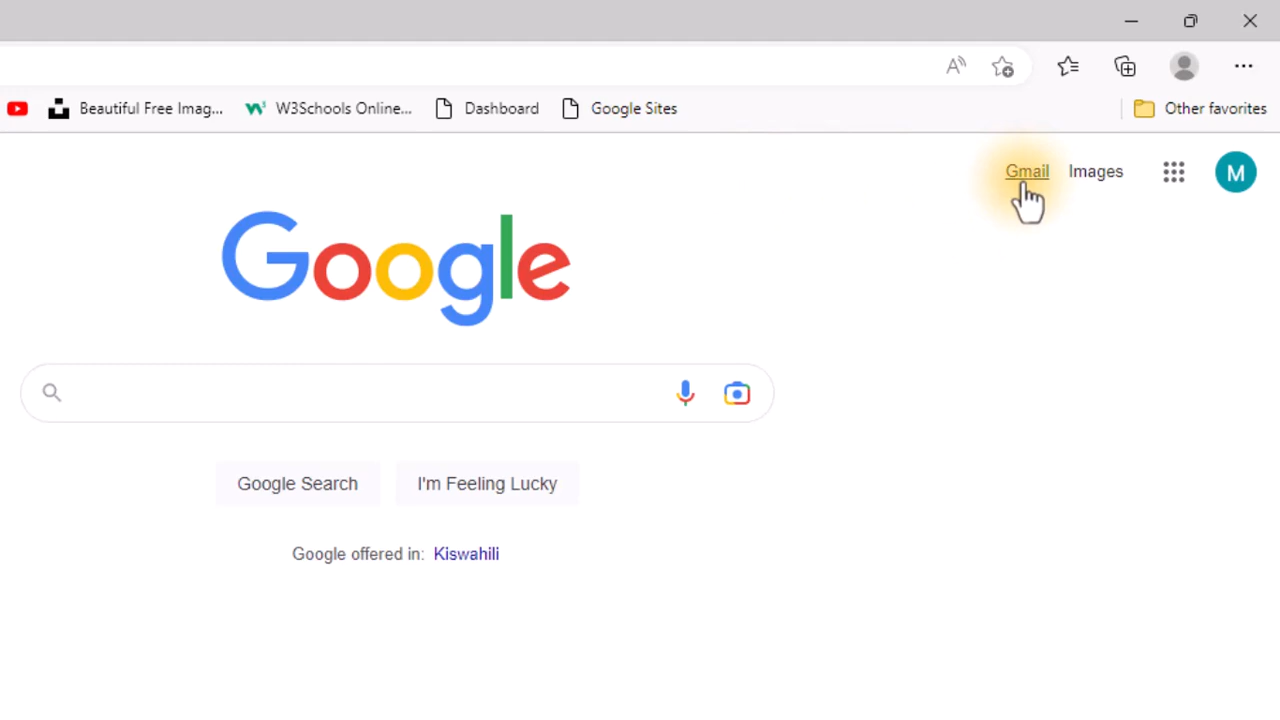 Beautiful Free Imag... W3Schools Online... Dashboard Google Sites Other favorites
Gmail Images M
Google
Google Search I'm Feeling Lucky
Google offered in: Kiswahili